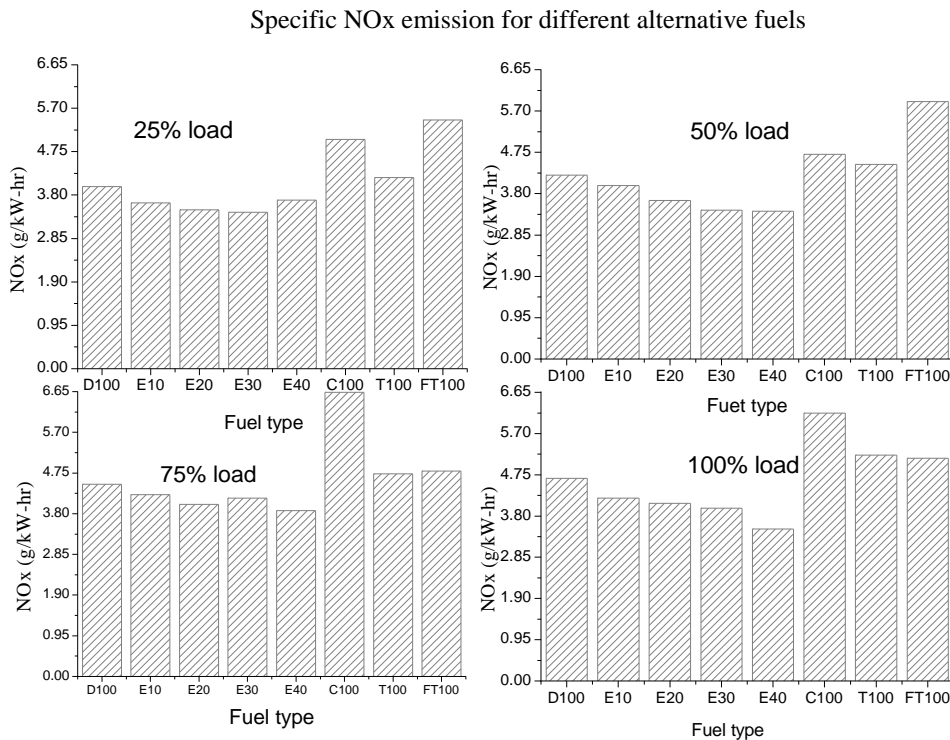 Specific NOx emission for different alternative fuels
6.65
5.70
4.75
3.80
2.85
1.90
0.95
0.00
NOx (g/kW-hr)
25% load
D100 E10 E20 E30 E40 C100 T100 FT100
Fuel type
6.65
5.70
4.75
3.80
2.85
1.90
0.95
0.00
NOx (g/kW-hr)
50% load
D100 E10 E20 E30 E40 C100 T100 FT100
Fuet type
6.65
5.70
4.75
3.80
2.85
1.90
0.95
0.00
NOx (g/kW-hr)
75% load
D100 E10 E20 E30 E40 C100 T100 FT100
Fuel type
6.65
5.70
4.75
3.80
2.85
1.90
0.95
0.00
NOx (g/kW-hr)
100% load
D100 E10 E20 E30 E40 C100 T100 FT100
Fuel type